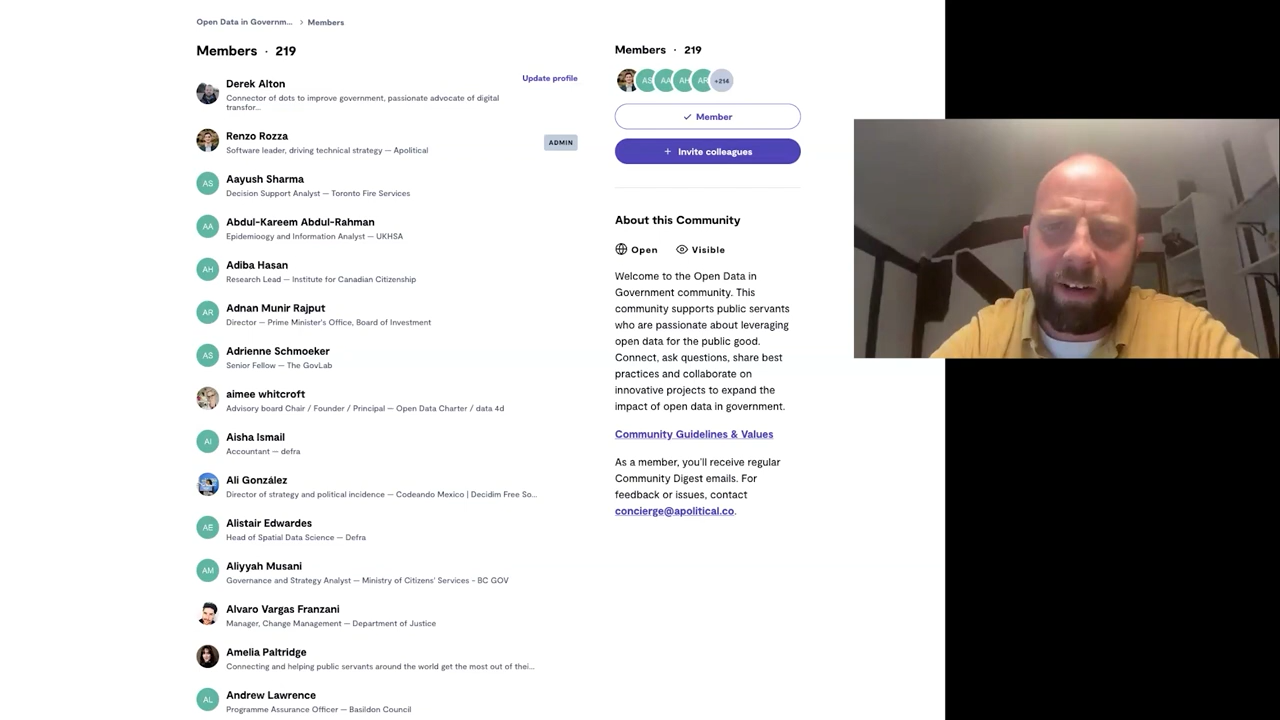 Open Data in Governm... > Members
Members · 219
Derek Alton
Update profile
Connector of dots to improve government, passionate advocate of digital
transfor...
Renzo Rozza
ADMIN
Software leader, driving technical strategy — Apolitical
AS
Aayush Sharma
Decision Support Analyst — Toronto Fire Services
AA
Abdul-Kareem Abdul-Rahman
Epidemioogy and Information Analyst — UKHSA
AH
Adiba Hasan
Research Lead — Institute for Canadian Citizenship
AR
Adnan Munir Rajput
Director — Prime Minister's Office, Board of Investment
AS
Adrienne Schmoeker
Senior Fellow — The GovLab
aimee whitcroft
Advisory board Chair / Founder / Principal — Open Data Charter / data 4d
AI
Aisha Ismail
Accountant — defra
Ali González
Director of strategy and political incidence — Codeando Mexico | Decidim Free So...
AE
Alistair Edwardes
Head of Spatial Data Science — Defra
AM
Aliyyah Musani
Governance and Strategy Analyst — Ministry of Citizens' Services - BC GOV
Alvaro Vargas Franzani
Manager, Change Management — Department of Justice
Amelia Paltridge
Connecting and helping public servants around the world get the most out of thei...
AL
Andrew Lawrence
Programme Assurance Officer — Basildon Council
Members · 219
AS AA AH AR +214
✓ Member
+ Invite colleagues
About this Community
Open Visible
Welcome to the Open Data in
Government community. This
community supports public servants
who are passionate about leveraging
open data for the public good.
Connect, ask questions, share best
practices and collaborate on
innovative projects to expand the
impact of open data in government.
Community Guidelines & Values
As a member, you'll receive regular
Community Digest emails. For
feedback or issues, contact
concierge@apolitical.co.